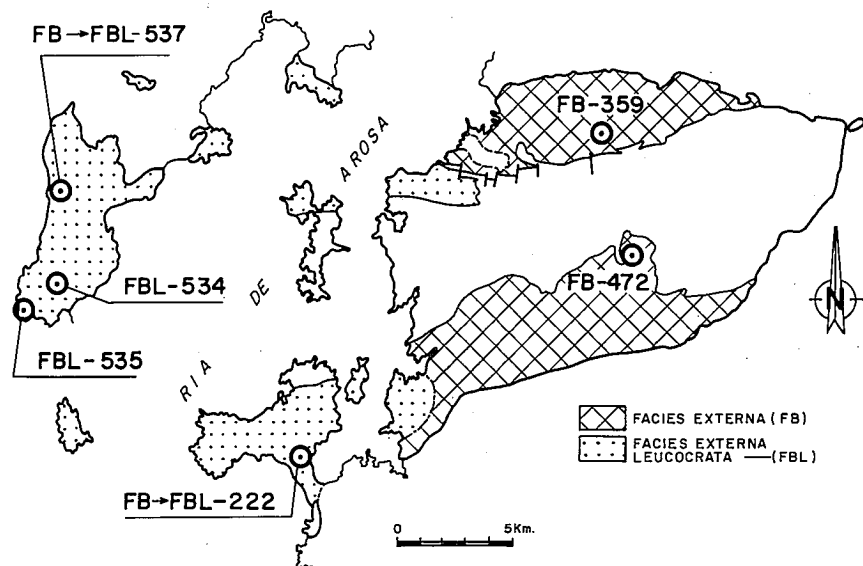 FB→FBL-537
FB-359
RIA DE AROSA
FBL-534
FB-472
N
FBL-535
FACIES EXTERNA (FB)
FACIES EXTERNA
LEUCOCRATA —(FBL)
FB→FBL-222
0 5Km.